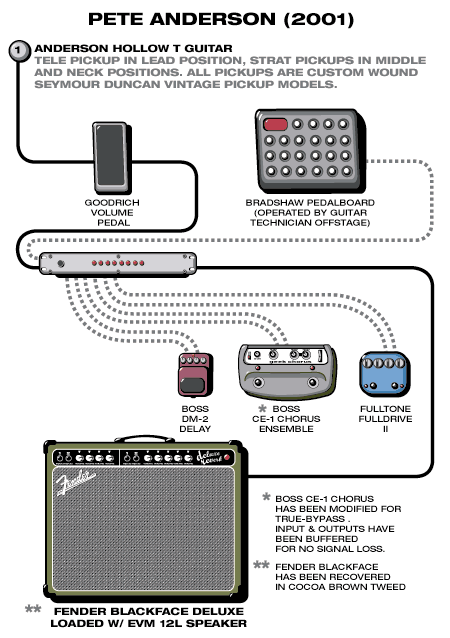 PETE ANDERSON (2001)
1
ANDERSON HOLLOW T GUITAR
TELE PICKUP IN LEAD POSITION, STRAT PICKUPS IN MIDDLE
AND NECK POSITIONS. ALL PICKUPS ARE CUSTOM WOUND
SEYMOUR DUNCAN VINTAGE PICKUP MODELS.
GOODRICH
VOLUME
PEDAL
BRADSHAW PEDALBOARD
(OPERATED BY GUITAR
TECHNICIAN OFFSTAGE)
BOSS
DM-2
DELAY
* BOSS
CE-1 CHORUS
ENSEMBLE
FULLTONE
FULLDRIVE
II
Fender
deluxe
reverb
* BOSS CE-1 CHORUS
HAS BEEN MODIFIED FOR
TRUE-BYPASS .
INPUT & OUTPUTS HAVE
BEEN BUFFERED
FOR NO SIGNAL LOSS.
** FENDER BLACKFACE
HAS BEEN RECOVERED
IN COCOA BROWN TWEED
** FENDER BLACKFACE DELUXE
LOADED W/ EVM 12L SPEAKER